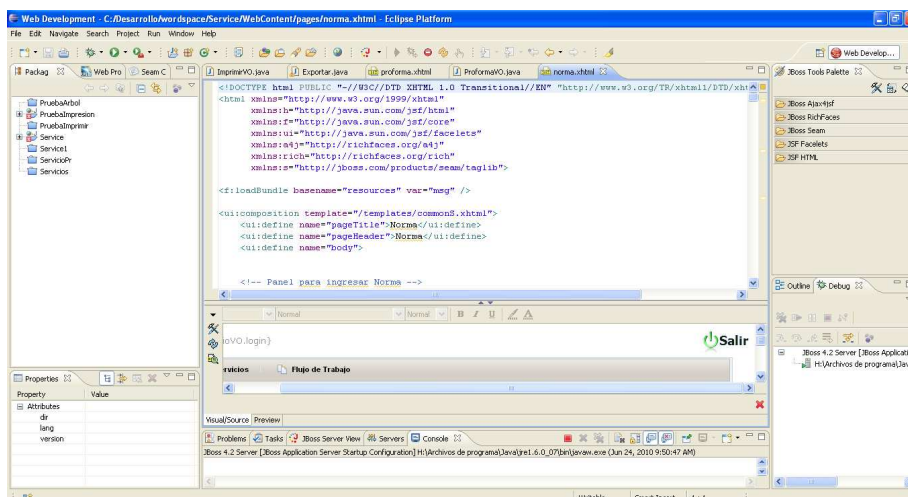 Web Development - C:/Desarrollo/wordspace/Service/WebContent/pages/norma.xhtml - Eclipse Platform
File Edit Navigate Search Project Run Window Help
Web Develop...
Packag
Web Pro
Seam C
ImprimirVO.java
Exportar.java
proforma.xhtml
ProformaVO.java
norma.xhtml
JBoss Tools Palette
PruebaArbol
PruebaImpresion
PruebaImprimir
Service
Service1
ServicioPr
Servicios
<!DOCTYPE html PUBLIC "-//W3C//DTD XHTML 1.0 Transitional//EN" "http://www.w3.org/TR/xhtml1/DTD/xht
<html xmlns="http://www.w3.org/1999/xhtml"
xmlns:h="http://java.sun.com/jsf/html"
xmlns:f="http://java.sun.com/jsf/core"
xmlns:ui="http://java.sun.com/jsf/facelets"
xmlns:a4j="http://richfaces.org/a4j"
xmlns:rich="http://richfaces.org/rich"
xmlns:s="http://jboss.com/products/seam/taglib">
<f:loadBundle basename="resources" var="msg" />
<ui:composition template="/templates/commonS.xhtml">
<ui:define name="pageTitle">Norma</ui:define>
<ui:define name="pageHeader">Norma</ui:define>
<ui:define name="body">
<!-- Panel para ingresar Norma -->
JBoss Ajax4jsf
JBoss RichFaces
JBoss Seam
JSF Facelets
JSF HTML
Outline
Debug
JBoss 4.2 Server [JBoss Applicati
H:\Archivos de programa\Jav
Normal
Normal
B I U
ioVO.login}
Salir
rvicios
Flujo de Trabajo
Visual/Source
Preview
Properties
Property
Value
Attributes
dir
lang
version
Problems
Tasks
JBoss Server View
Servers
Console
JBoss 4.2 Server [JBoss Application Server Startup Configuration] H:\Archivos de programa\Java\jre1.6.0_07\bin\javaw.exe (Jun 24, 2010 9:50:47 AM)